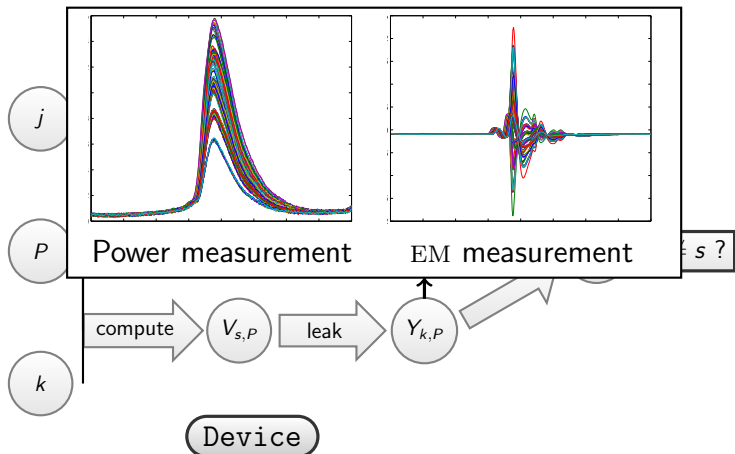 j
Power measurement EM measurement
P
s ?
compute V_{s,P} leak Y_{k,P}
k
Device